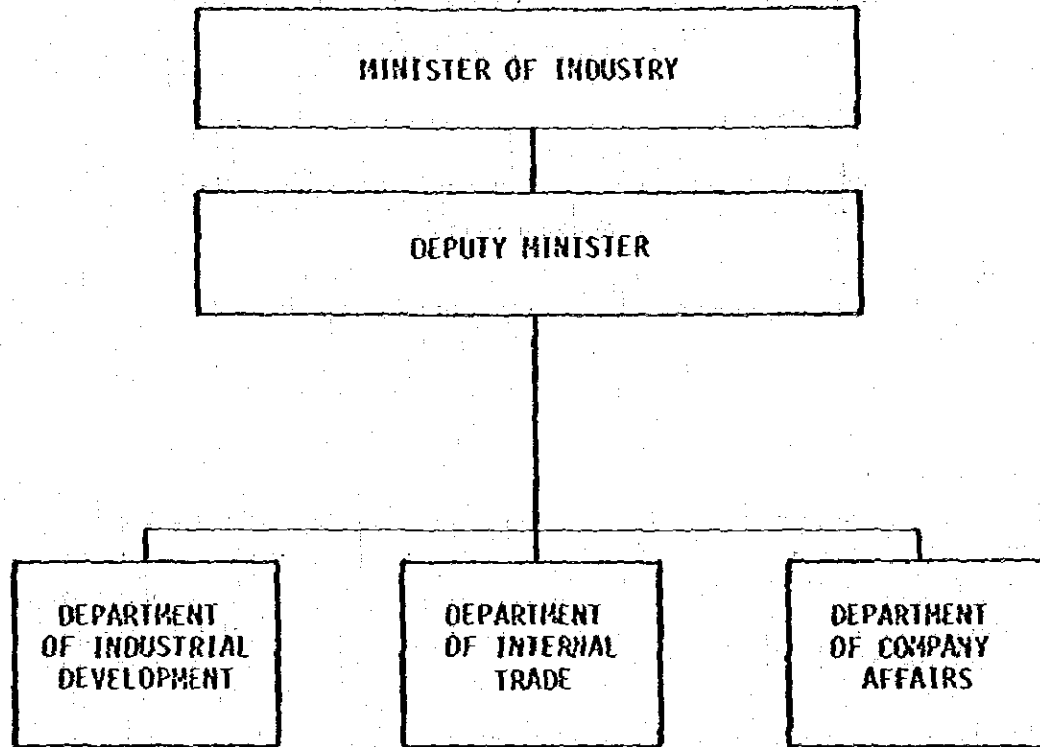 MINISTER OF INDUSTRY
DEPUTY MINISTER
DEPARTMENT
OF INDUSTRIAL
DEVELOPMENT
DEPARTMENT
OF INTERNAL
TRADE
DEPARTMENT
OF COMPANY
AFFAIRS